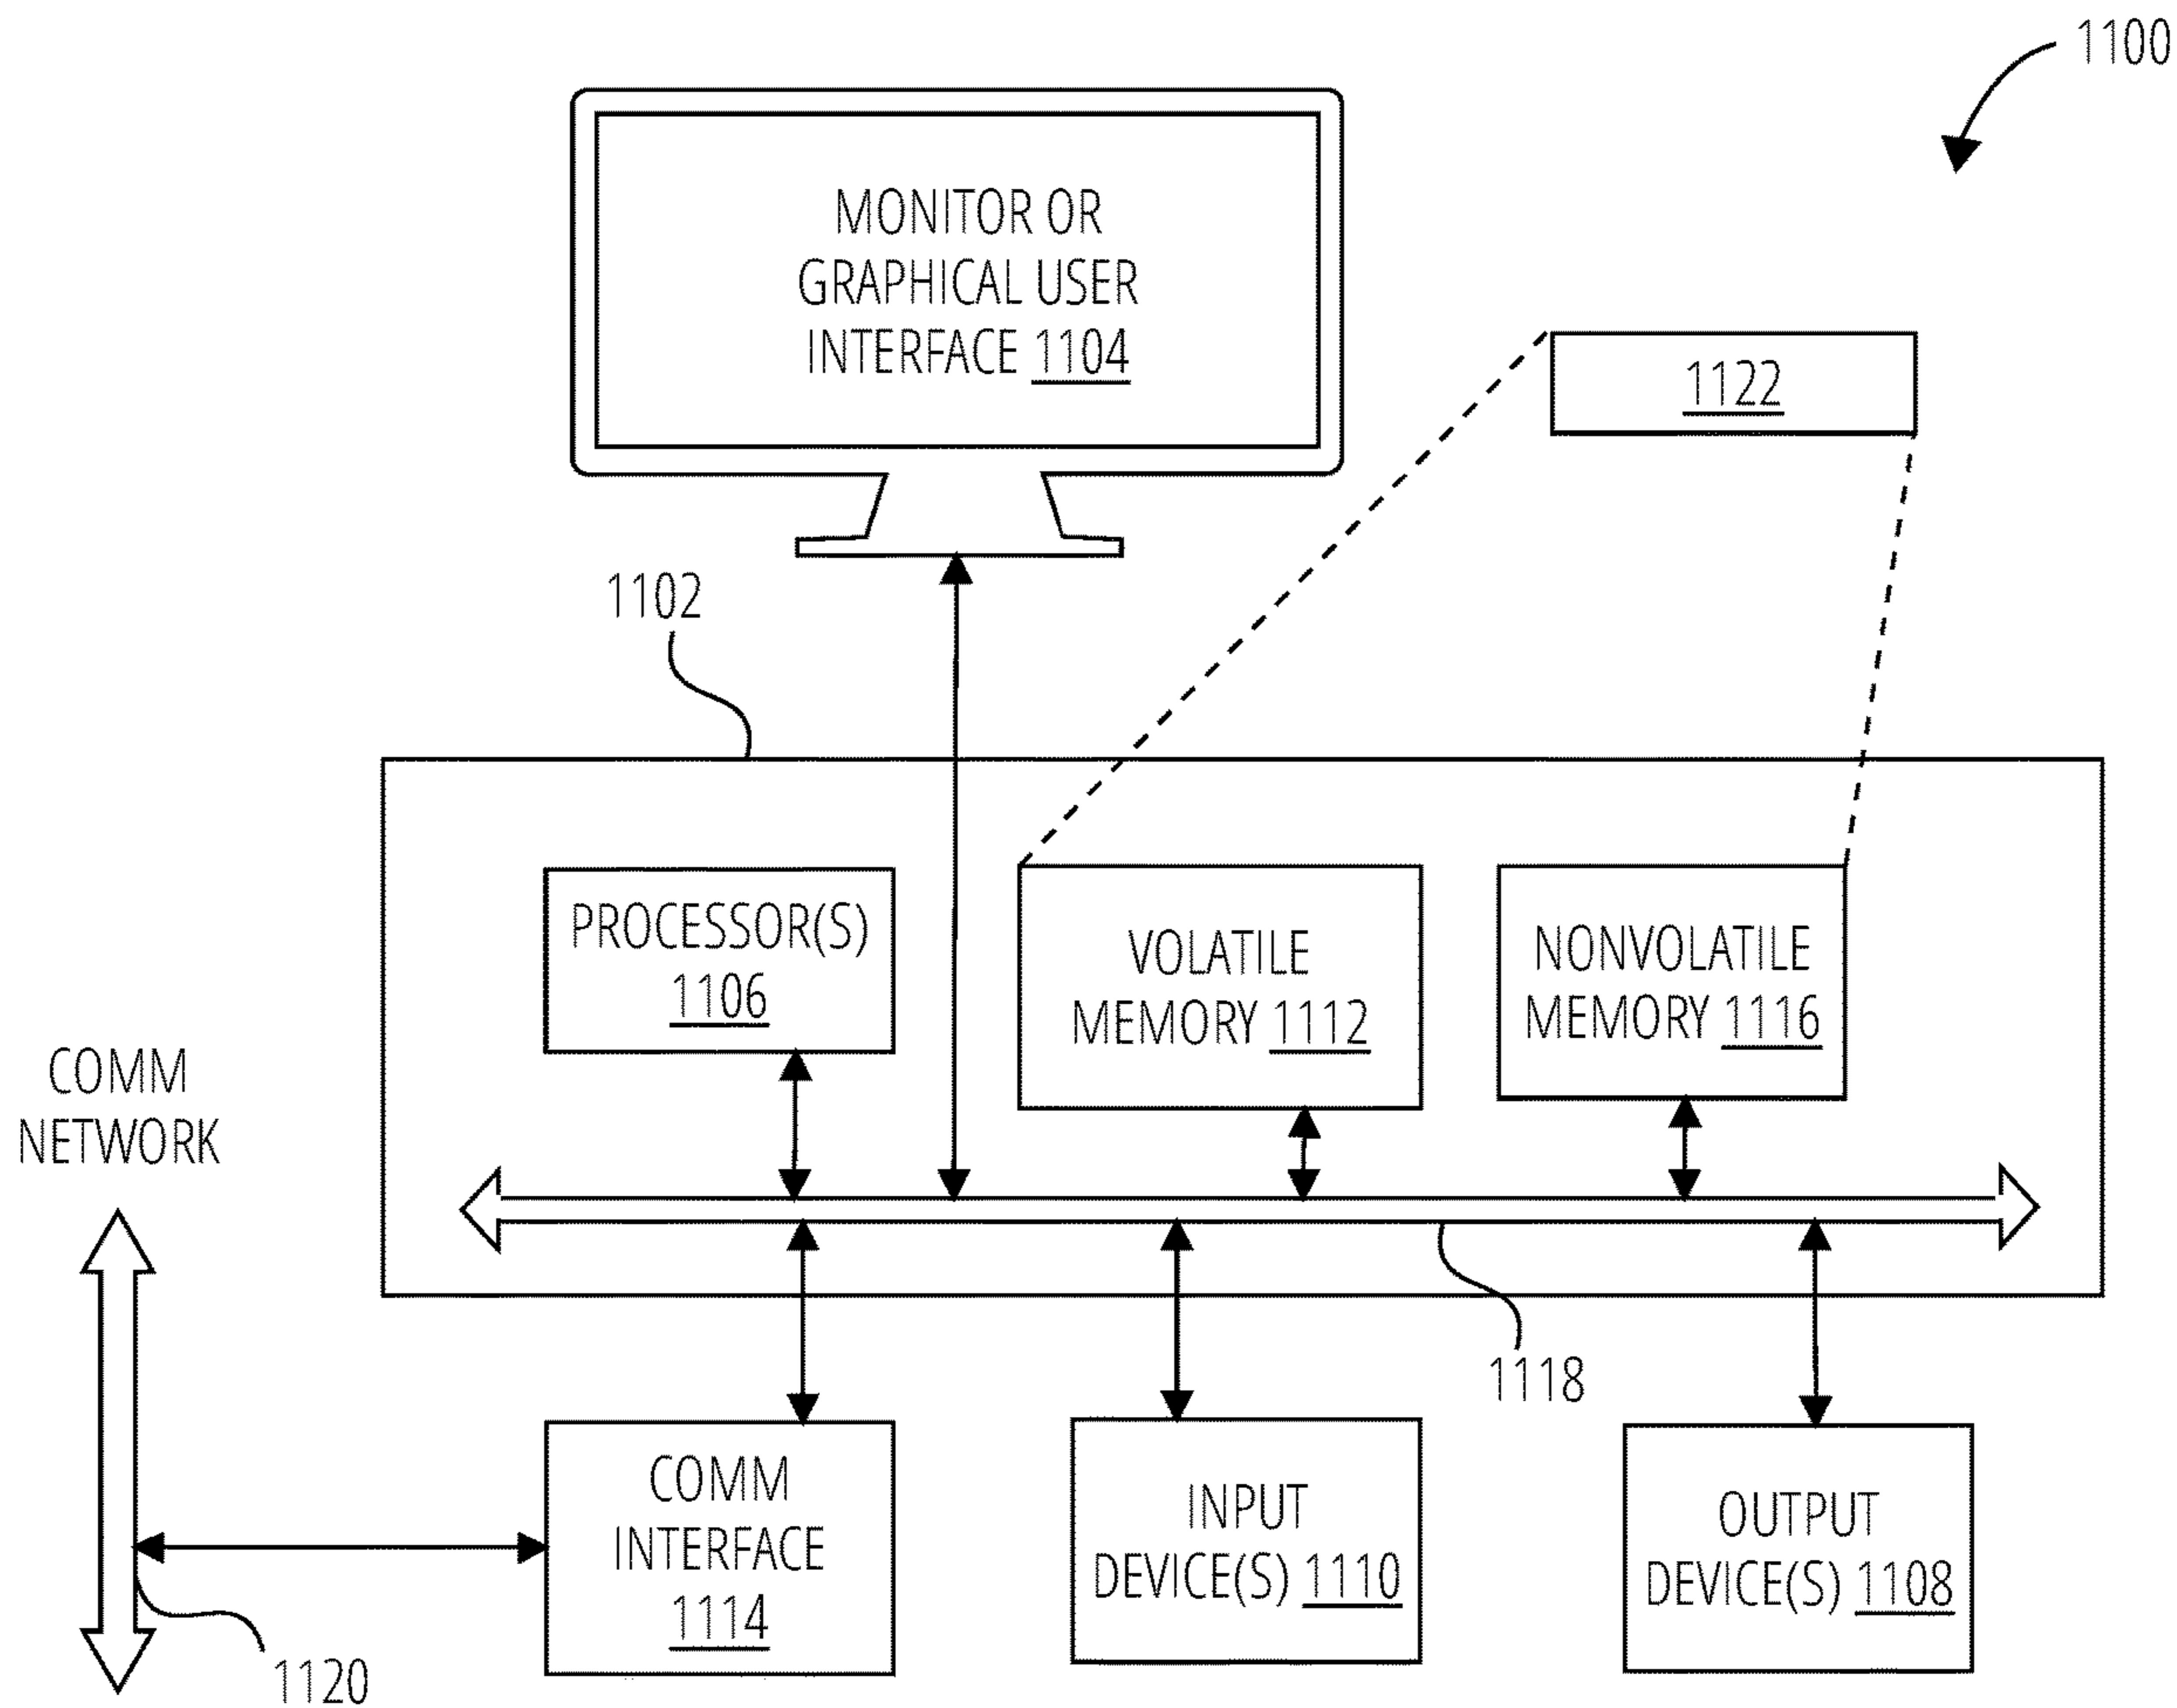 1100
MONITOR OR
GRAPHICAL USER
INTERFACE 1104
1122
1102
PROCESSOR(S)
1106
VOLATILE
MEMORY 1112
NONVOLATILE
MEMORY 1116
COMM
NETWORK
1118
COMM
INTERFACE
1114
INPUT
DEVICE(S) 1110
OUTPUT
DEVICE(S) 1108
1120